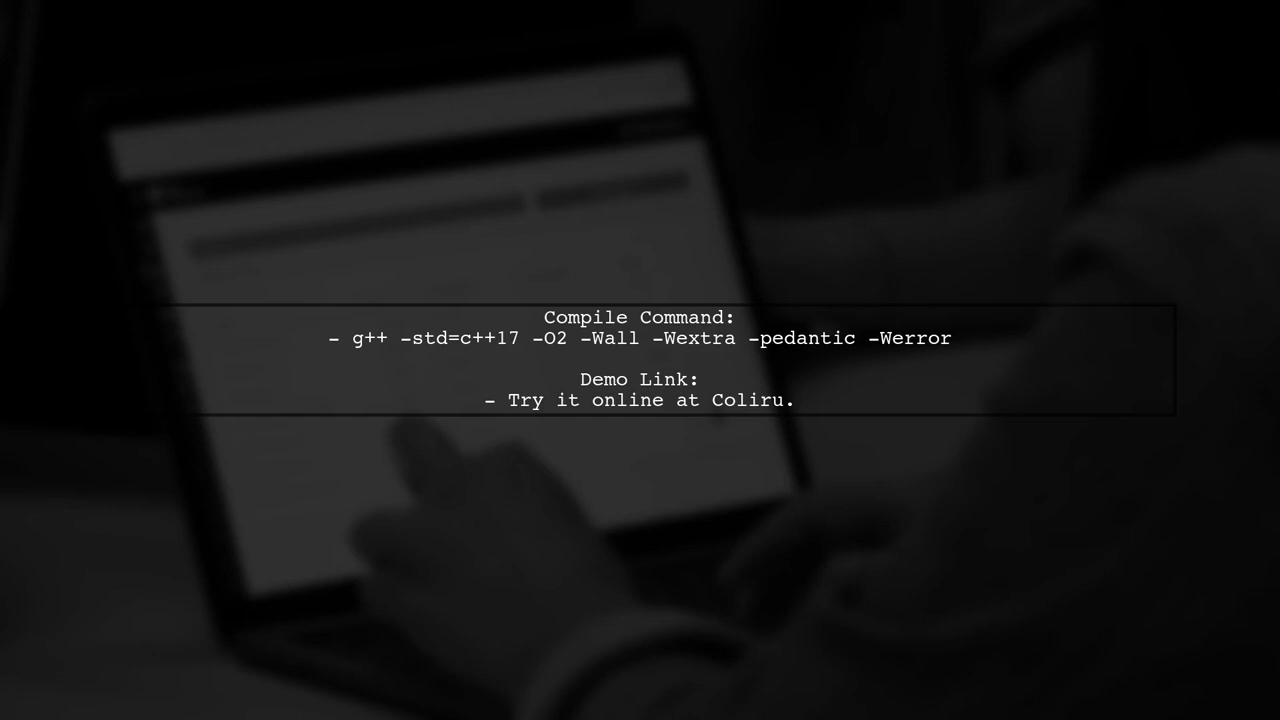 Compile Command:
- g++ -std=c++17 -O2 -Wall -Wextra -pedantic -Werror
Demo Link:
- Try it online at Coliru.